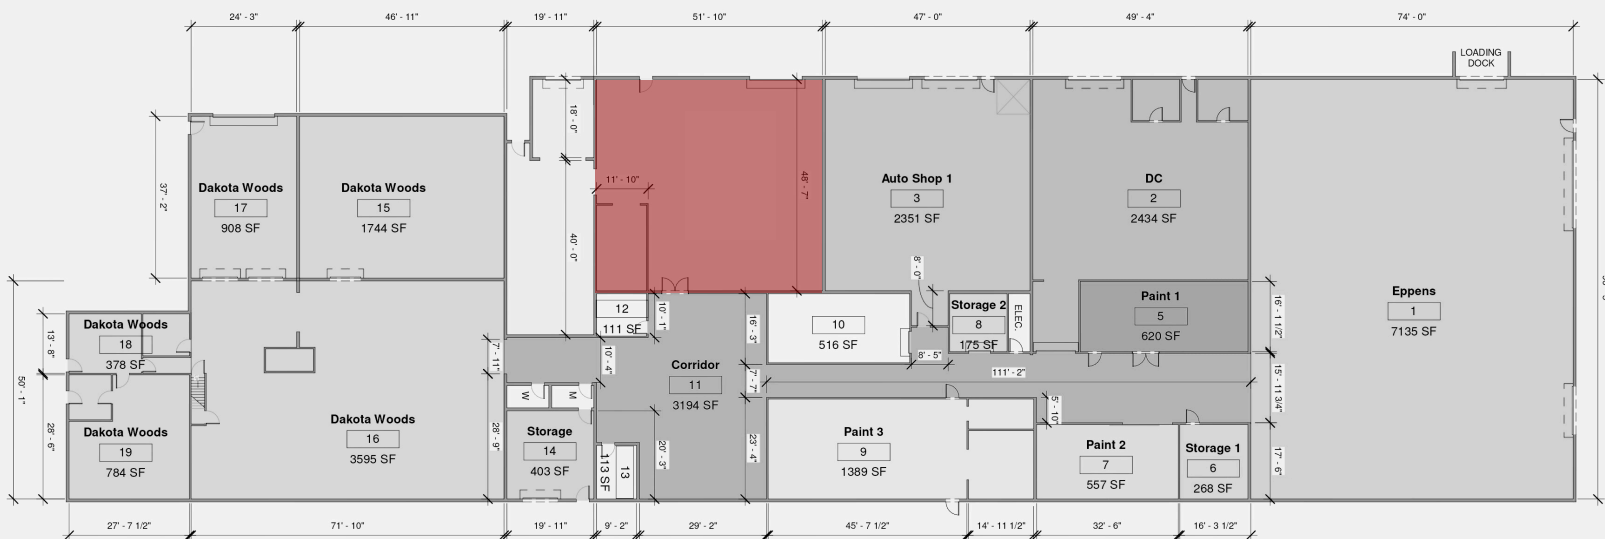 24' - 3"
46' - 11"
19' - 11"
51' - 10"
47' - 0"
49' - 4"
74' - 0"
LOADING
DOCK
18' - 0"
37' - 2"
Dakota Woods
17
908 SF
Dakota Woods
15
1744 SF
11' - 10"
48' - 7"
Auto Shop 1
3
2351 SF
DC
2
2434 SF
40' - 0"
8' - 0"
Eppens
1
7135 SF
12
111 SF
10' - 1"
16' - 3"
10
516 SF
Storage 2
8
175 SF
ELEC.
Paint 1
5
620 SF
16' - 1 1/2"
Dakota Woods
18
378 SF
13' - 8"
7' - 11"
10' - 4"
8' - 5"
111' - 2"
Corridor
11
3194 SF
7' - 7"
15' - 11 3/4"
50' - 1"
W
M
5' - 10"
Dakota Woods
19
784 SF
28' - 6"
Dakota Woods
16
3595 SF
28' - 9"
Storage
14
403 SF
113 SF
13
20' - 3"
23' - 4"
Paint 3
9
1389 SF
Paint 2
7
557 SF
Storage 1
6
268 SF
17' - 6"
27' - 7 1/2"
71' - 10"
19' - 11"
9' - 2"
29' - 2"
45' - 7 1/2"
14' - 11 1/2"
32' - 6"
16' - 3 1/2"